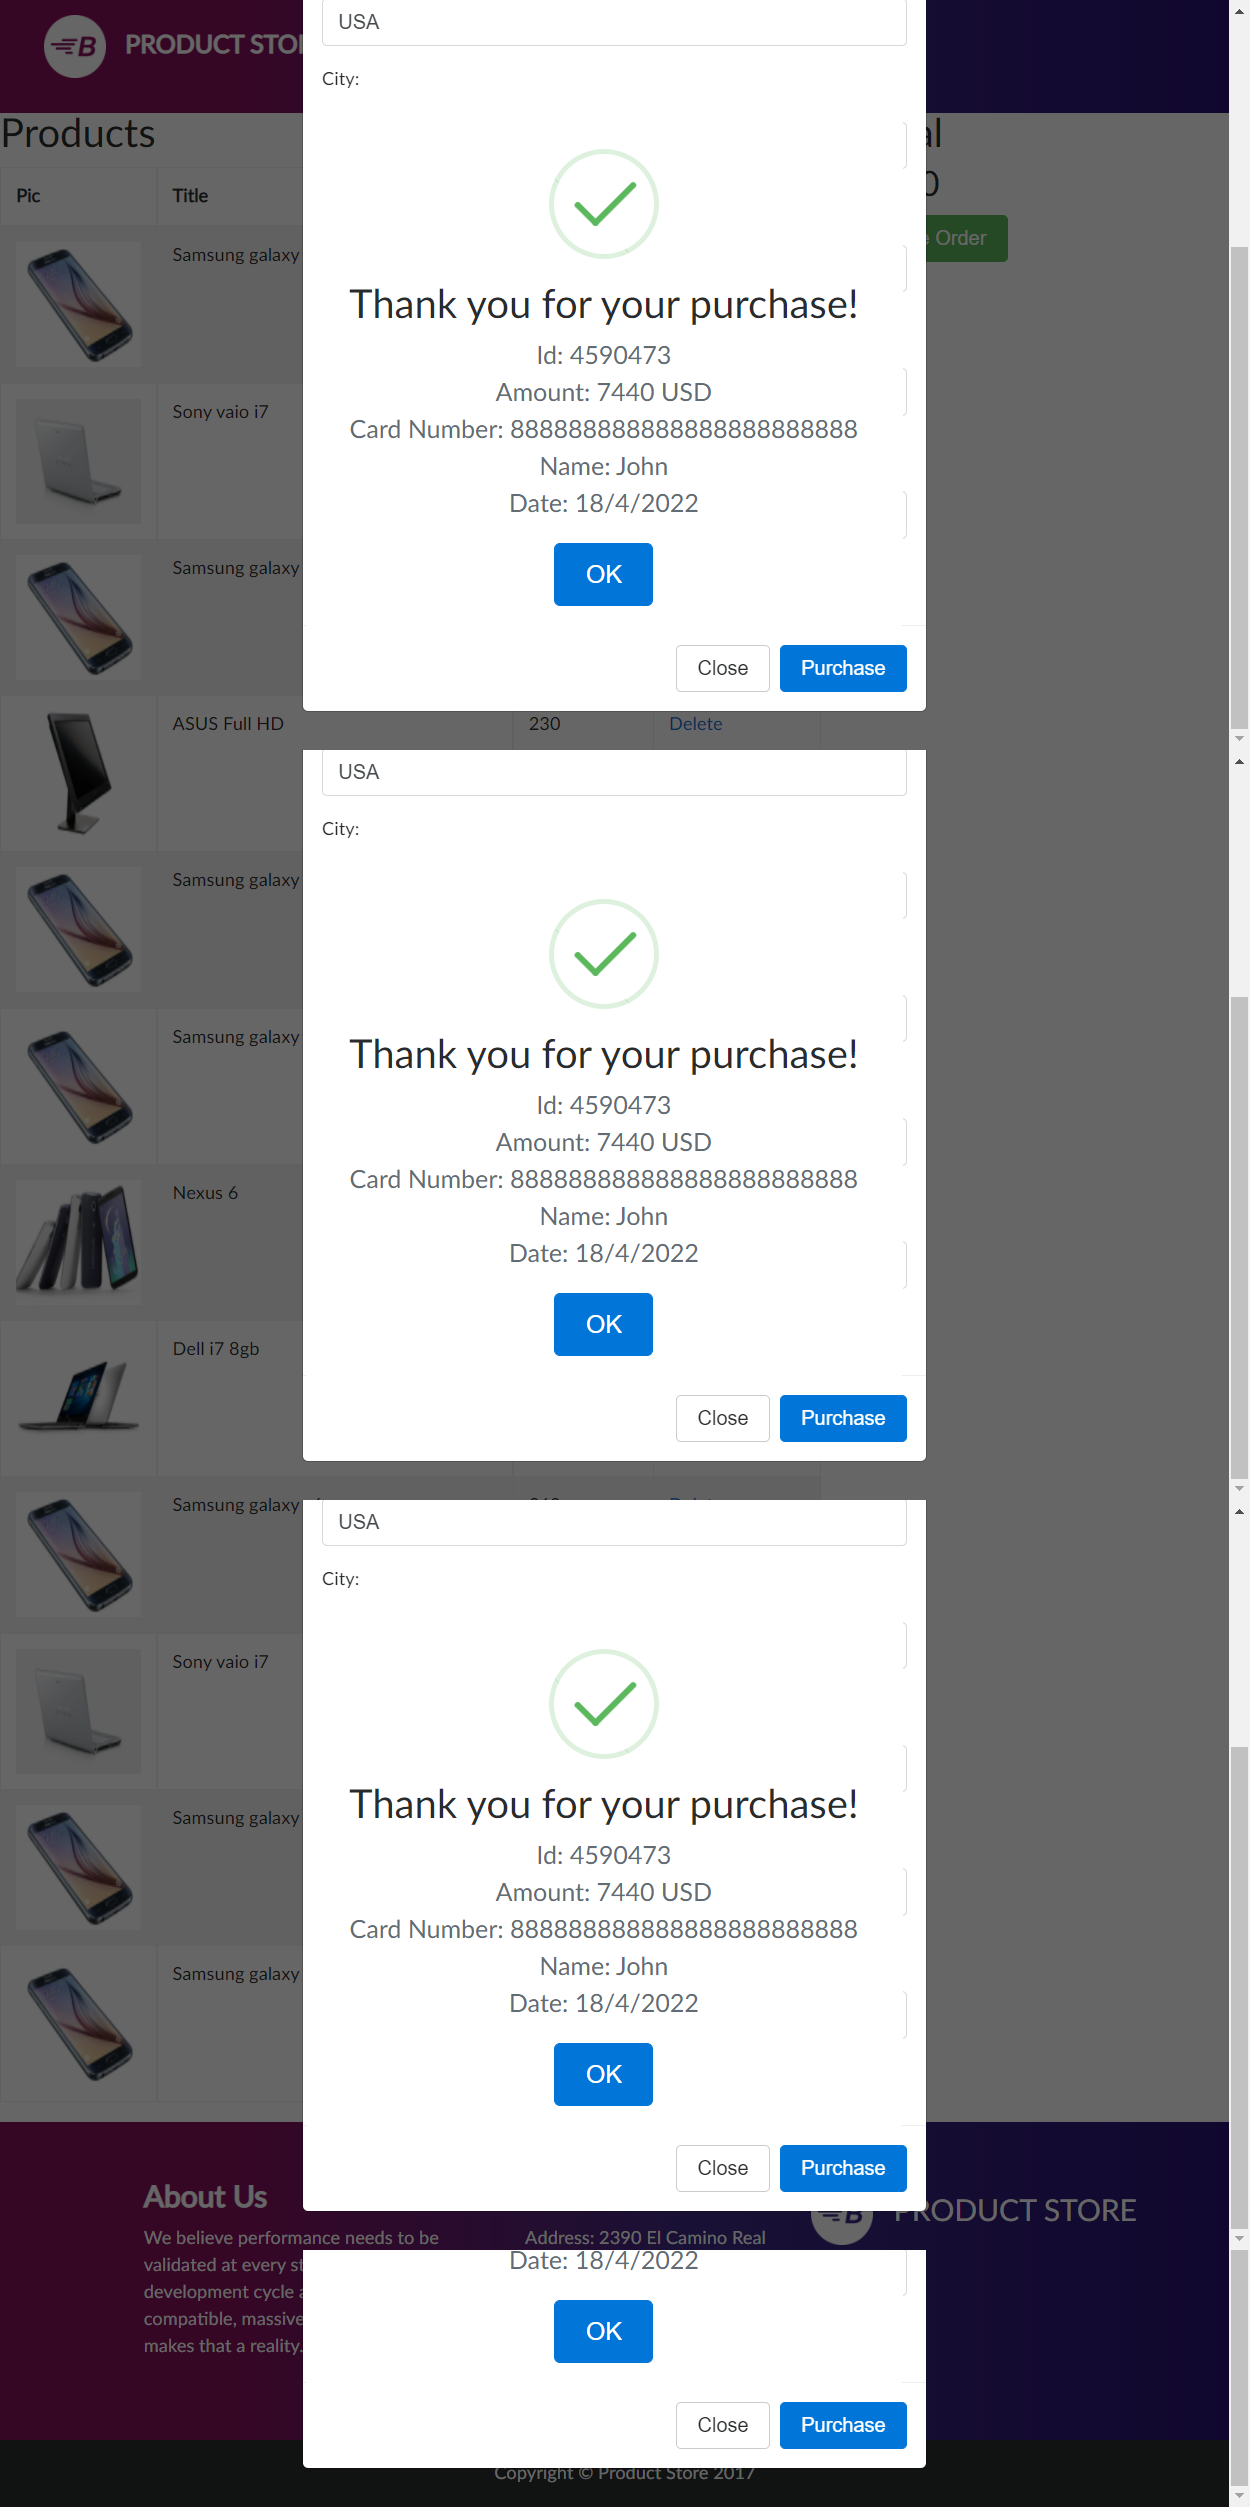 USA
PRODUCT STO
City:
Products
al
Pic Title
0
e Order
Samsung galaxy
Thank you for your purchase!
Id: 4590473
Amount: 7440 USD
Sony vaio i7
Card Number: 888888888888888888888888
Name: John
Date: 18/4/2022
Samsung galaxy
OK
Close Purchase
ASUS Full HD 230 Delete
USA
City:
Samsung galaxy
Samsung galaxy
Thank you for your purchase!
Id: 4590473
Amount: 7440 USD
Card Number: 888888888888888888888888
Nexus 6
Name: John
Date: 18/4/2022
OK
Dell i7 8gb
Close Purchase
Samsung galaxy
USA
City:
Sony vaio i7
Thank you for your purchase!
Samsung galaxy
Id: 4590473
Amount: 7440 USD
Card Number: 888888888888888888888888
Name: John
Samsung galaxy
Date: 18/4/2022
OK
Close Purchase
About Us
PRODUCT STORE
We believe performance needs to be
Address: 2390 El Camino Real
validated at every st
Date: 18/4/2022
development cycle a
compatible, massive
makes that a reality.
OK
Close Purchase
Copyright © Product Store 2017